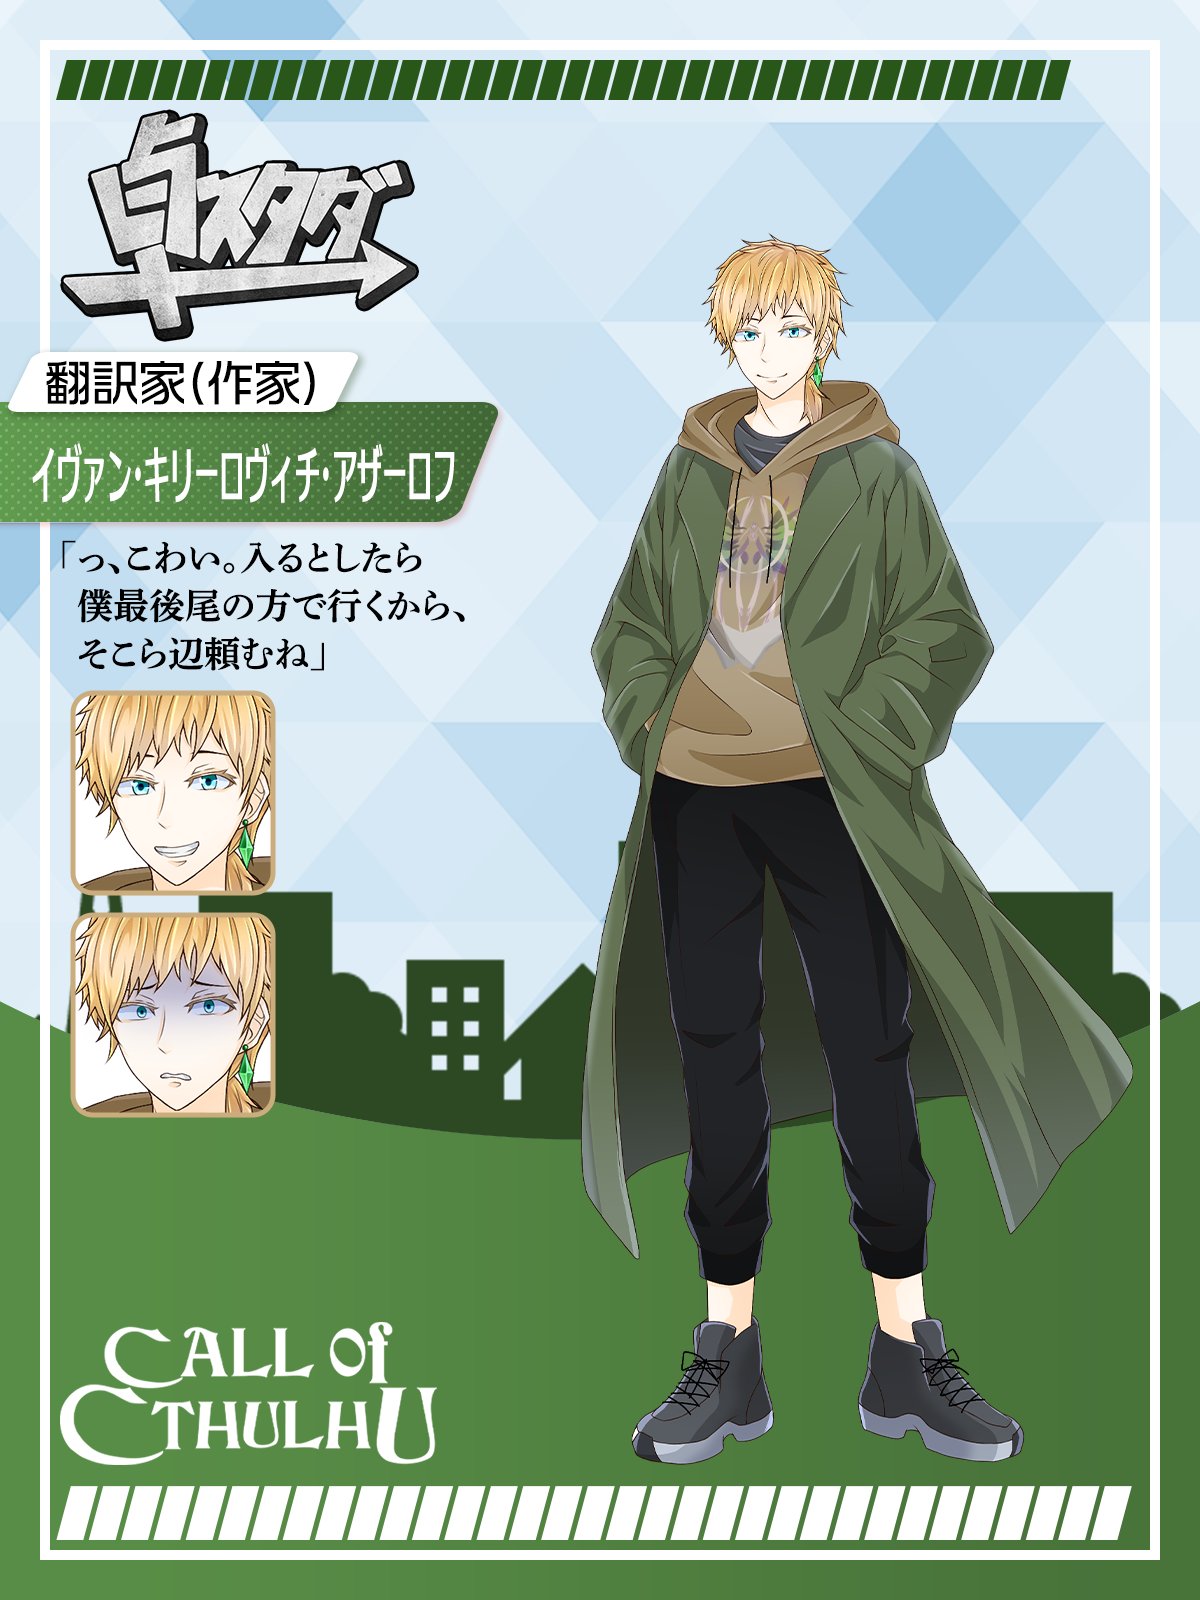 卓スタダ
翻訳家(作家)
イヴァン・キリーロヴィチ・アザーロフ
「っ、こわい。入るとしたら
僕最後尾の方で行くから、
そこら辺頼むね」
CALL Of
CTHULHU